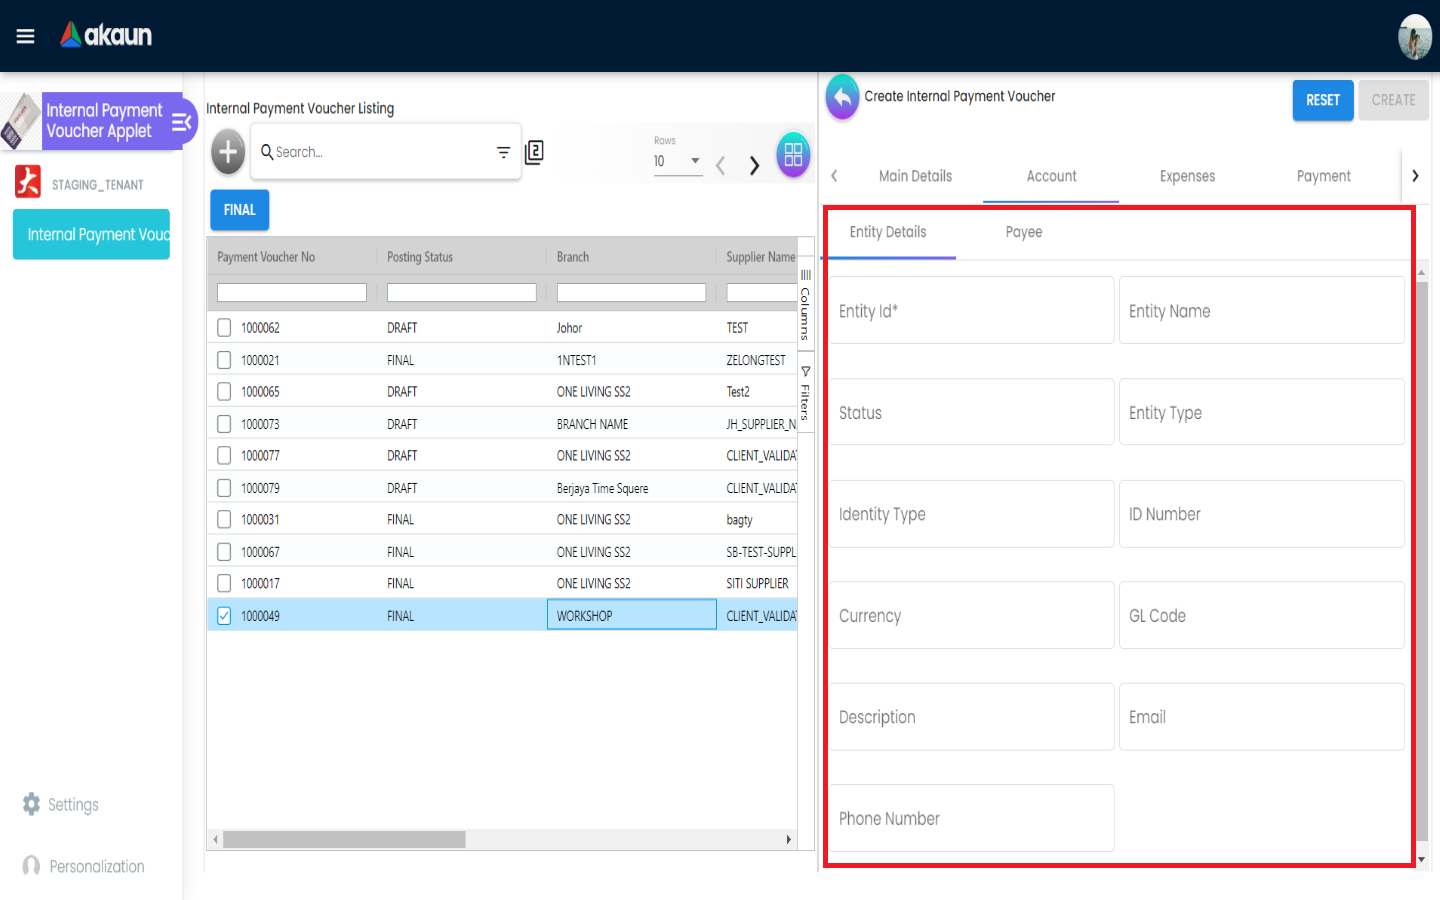 akaun
Internal Payment
Voucher Applet
STAGING_TENANT
Internal Payment Vouc
Settings
Personalization
Internal Payment Voucher Listing
Search...
2
Rows
10
FINAL
Payment Voucher No Posting Status Branch Supplier Name
1000062 DRAFT Johor TEST
1000021 FINAL 1NTEST1 ZELONGTEST
1000065 DRAFT ONE LIVING SS2 Test2
1000073 DRAFT BRANCH NAME JH_SUPPLIER_N
1000077 DRAFT ONE LIVING SS2 CLIENT_VALIDA
1000079 DRAFT Berjaya Time Squere CLIENT_VALIDA
1000031 FINAL ONE LIVING SS2 bagty
1000067 FINAL ONE LIVING SS2 SB-TEST-SUPPL
1000017 FINAL ONE LIVING SS2 SITI SUPPLIER
1000049 FINAL WORKSHOP CLIENT_VALIDA
Columns
Filters
Create Internal Payment Voucher
RESET CREATE
Main Details Account Expenses Payment
Entity Details Payee
Entity Id* Entity Name
Status Entity Type
Identity Type ID Number
Currency GL Code
Description Email
Phone Number